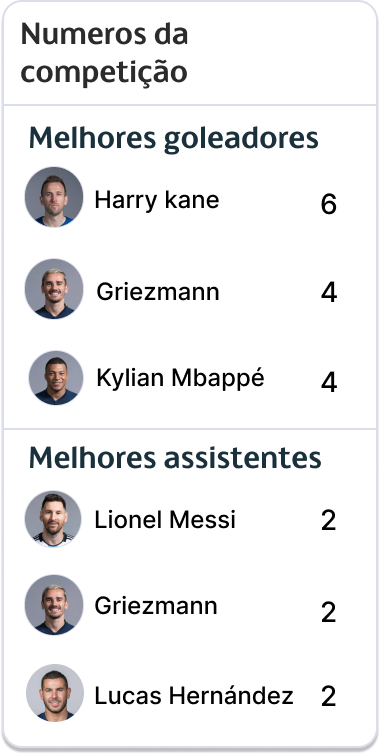 Numeros da
competição
Melhores goleadores
Harry kane 6
Griezmann 4
Kylian Mbappé 4
Melhores assistentes
Lionel Messi 2
Griezmann 2
Lucas Hernández 2